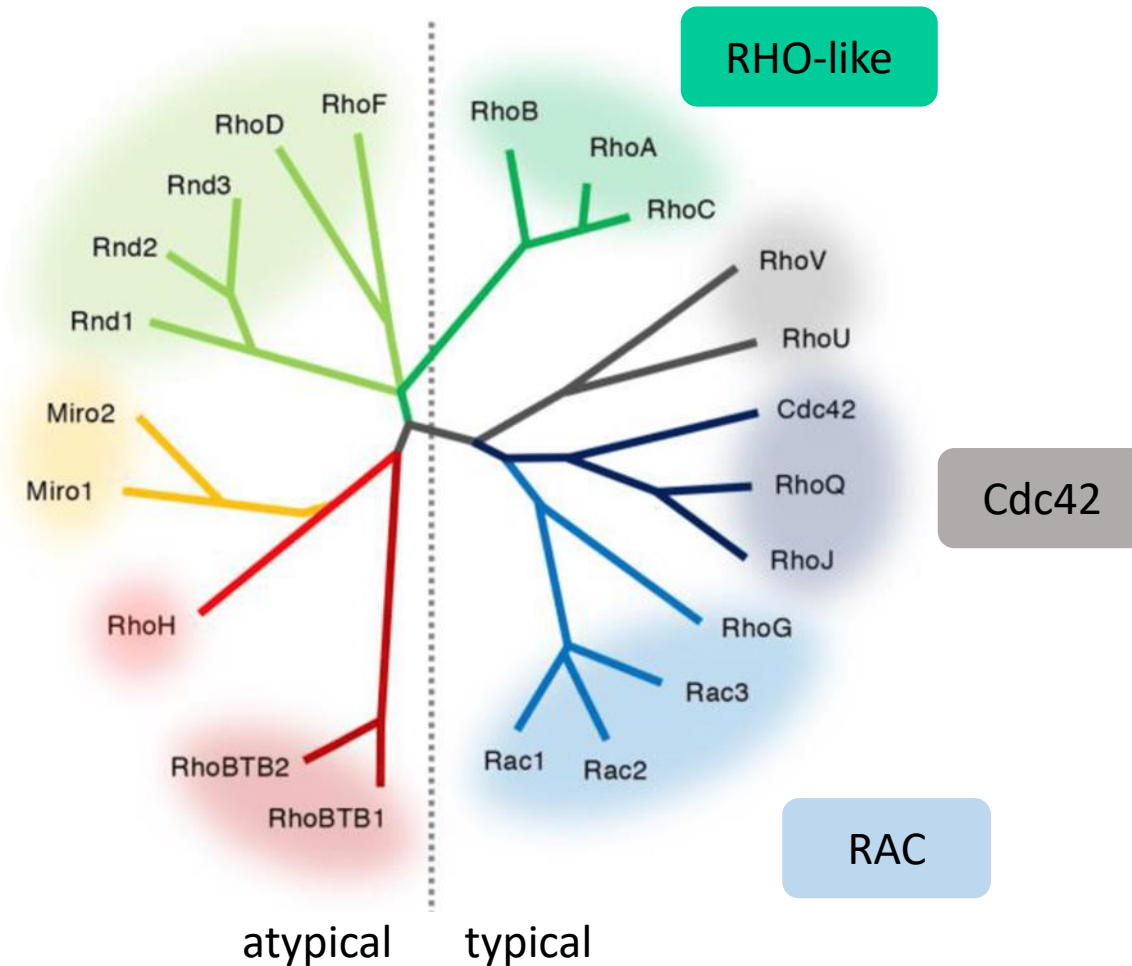 RHO-like
RhoF
RhoB
RhoD
RhoA
Rnd3
RhoC
Rnd2
RhoV
Rnd1
RhoU
Miro2
Cdc42
Miro1
RhoQ
Cdc42
RhoJ
RhoH
RhoG
Rac3
Rac1
Rac2
RhoBTB2
RhoBTB1
RAC
atypical
typical